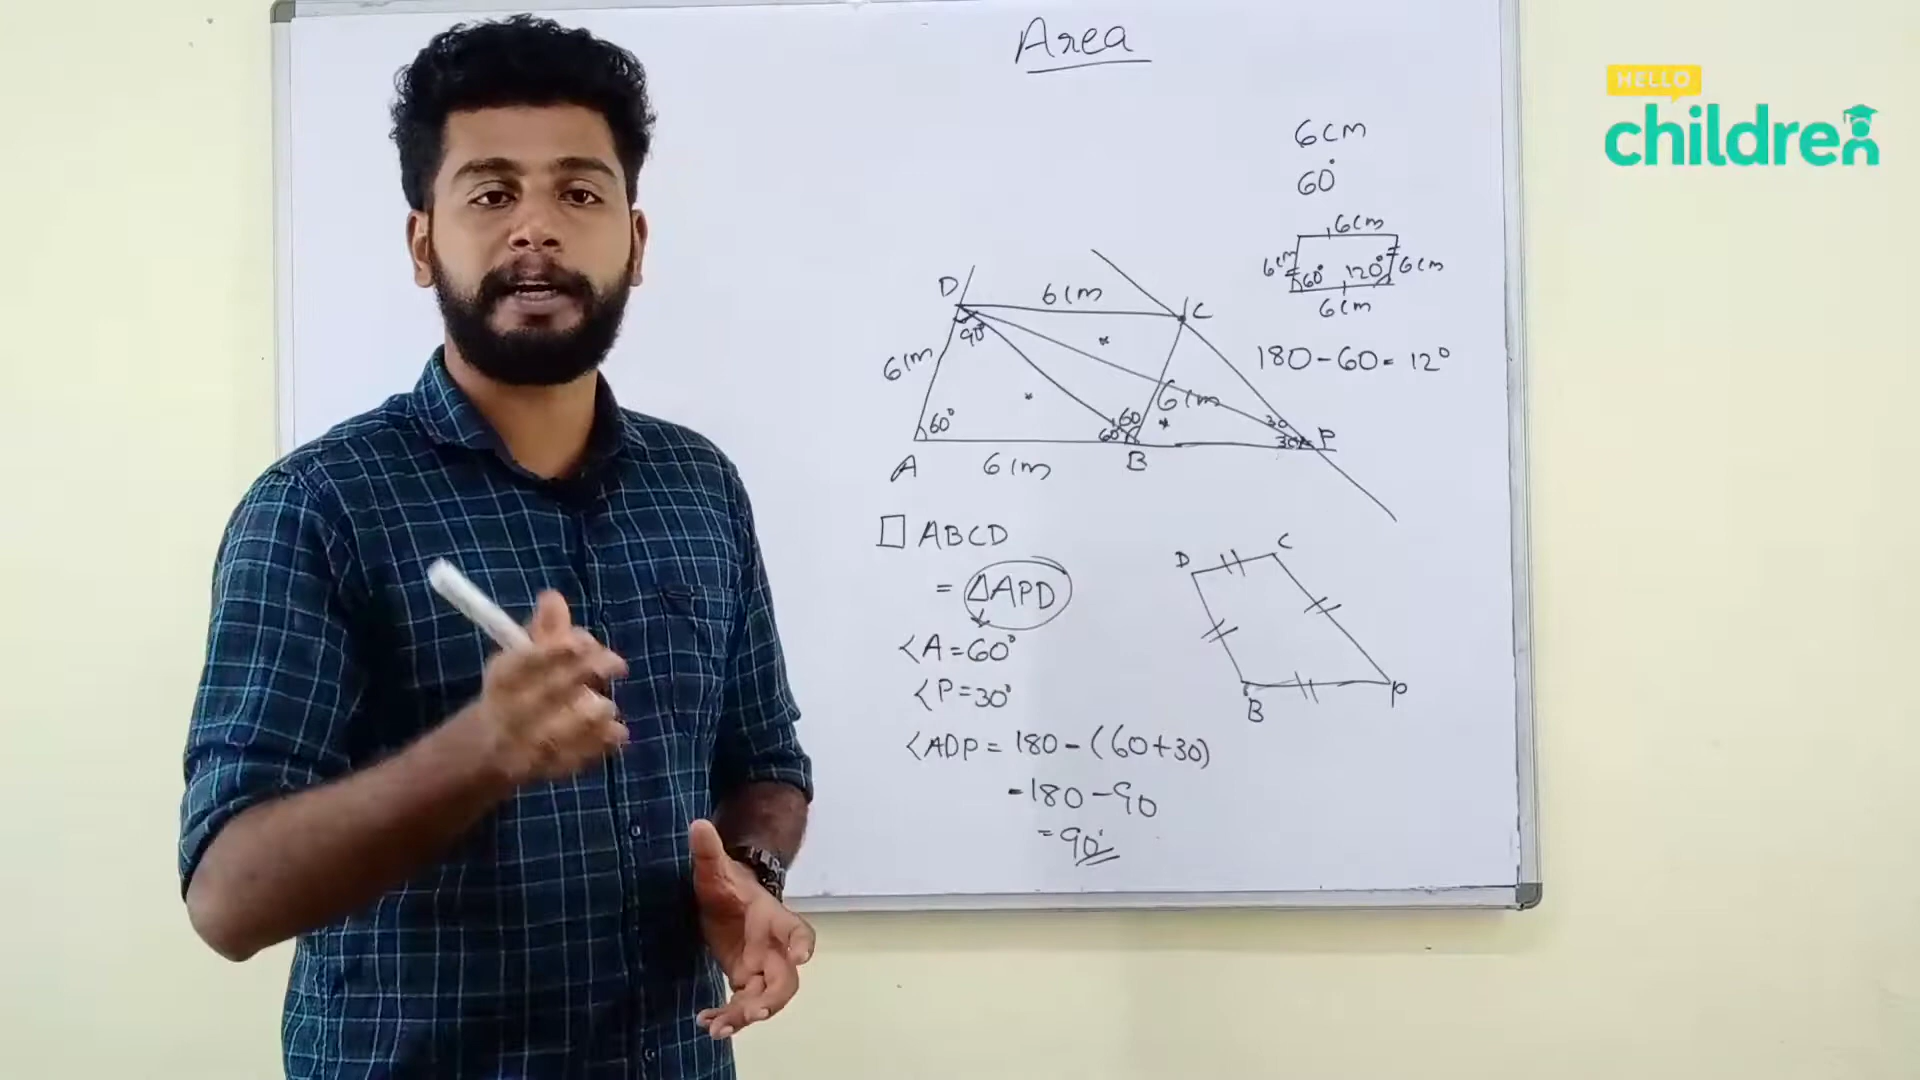 Area
HELLO
children
6cm
60°
6cm
6cm 60° 120° 6cm
6cm
180-60= 120
D 6cm C
90°
6cm
6cm
60° 60 30
60° 30 P
A 6cm B
□ ABCD
= △APD
<A=60°
<P=30°
<ADP = 180-(60+30)
=180-90
=90°
D C
B P